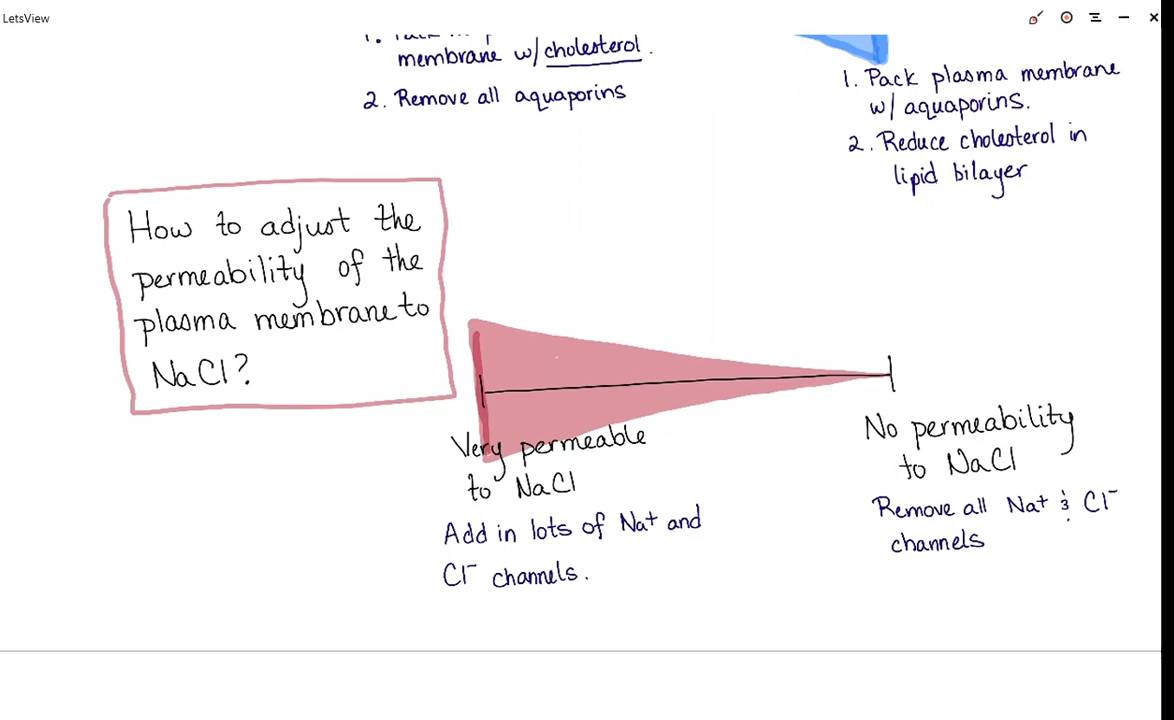 LetsView
1.
membrane w/ cholesterol.
2. Remove all aquaporins
1. Pack plasma membrane
w/ aquaporins.
2. Reduce cholesterol in
lipid bilayer
How to adjust the
permeability of the
plasma membrane to
NaCl?
Very permeable
to NaCl
Add in lots of Na+ and
Cl- channels.
No permeability
to NaCl
Remove all Na+ & Cl-
channels